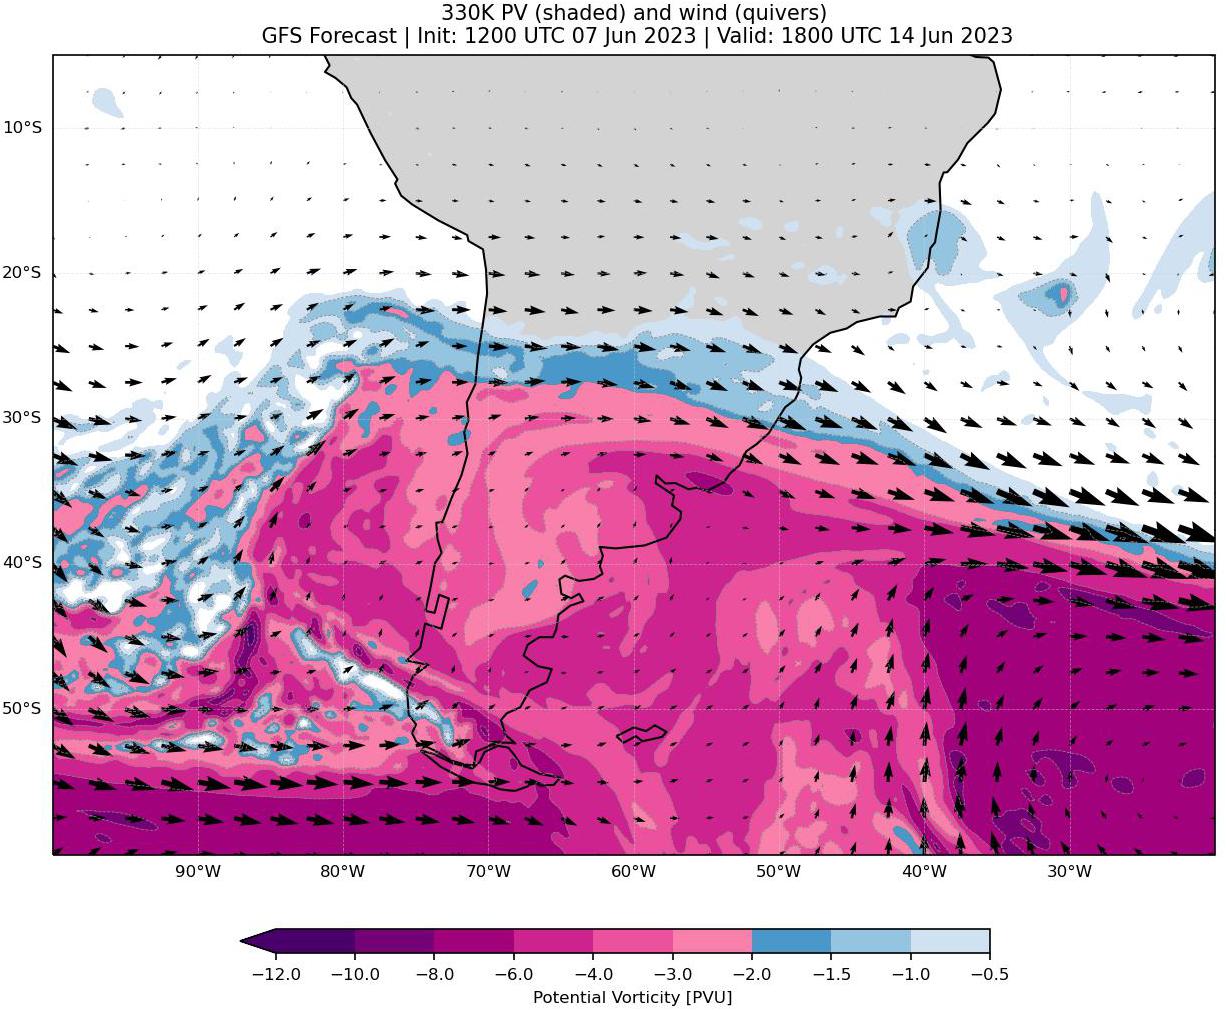 330K PV (shaded) and wind (quivers)
GFS Forecast | Init: 1200 UTC 07 Jun 2023 | Valid: 1800 UTC 14 Jun 2023
10°S
20°S
30°S
40°S
50°S
90°W 80°W 70°W 60°W 50°W 40°W 30°W
−12.0 −10.0 −8.0 −6.0 −4.0 −3.0 −2.0 −1.5 −1.0 −0.5
Potential Vorticity [PVU]